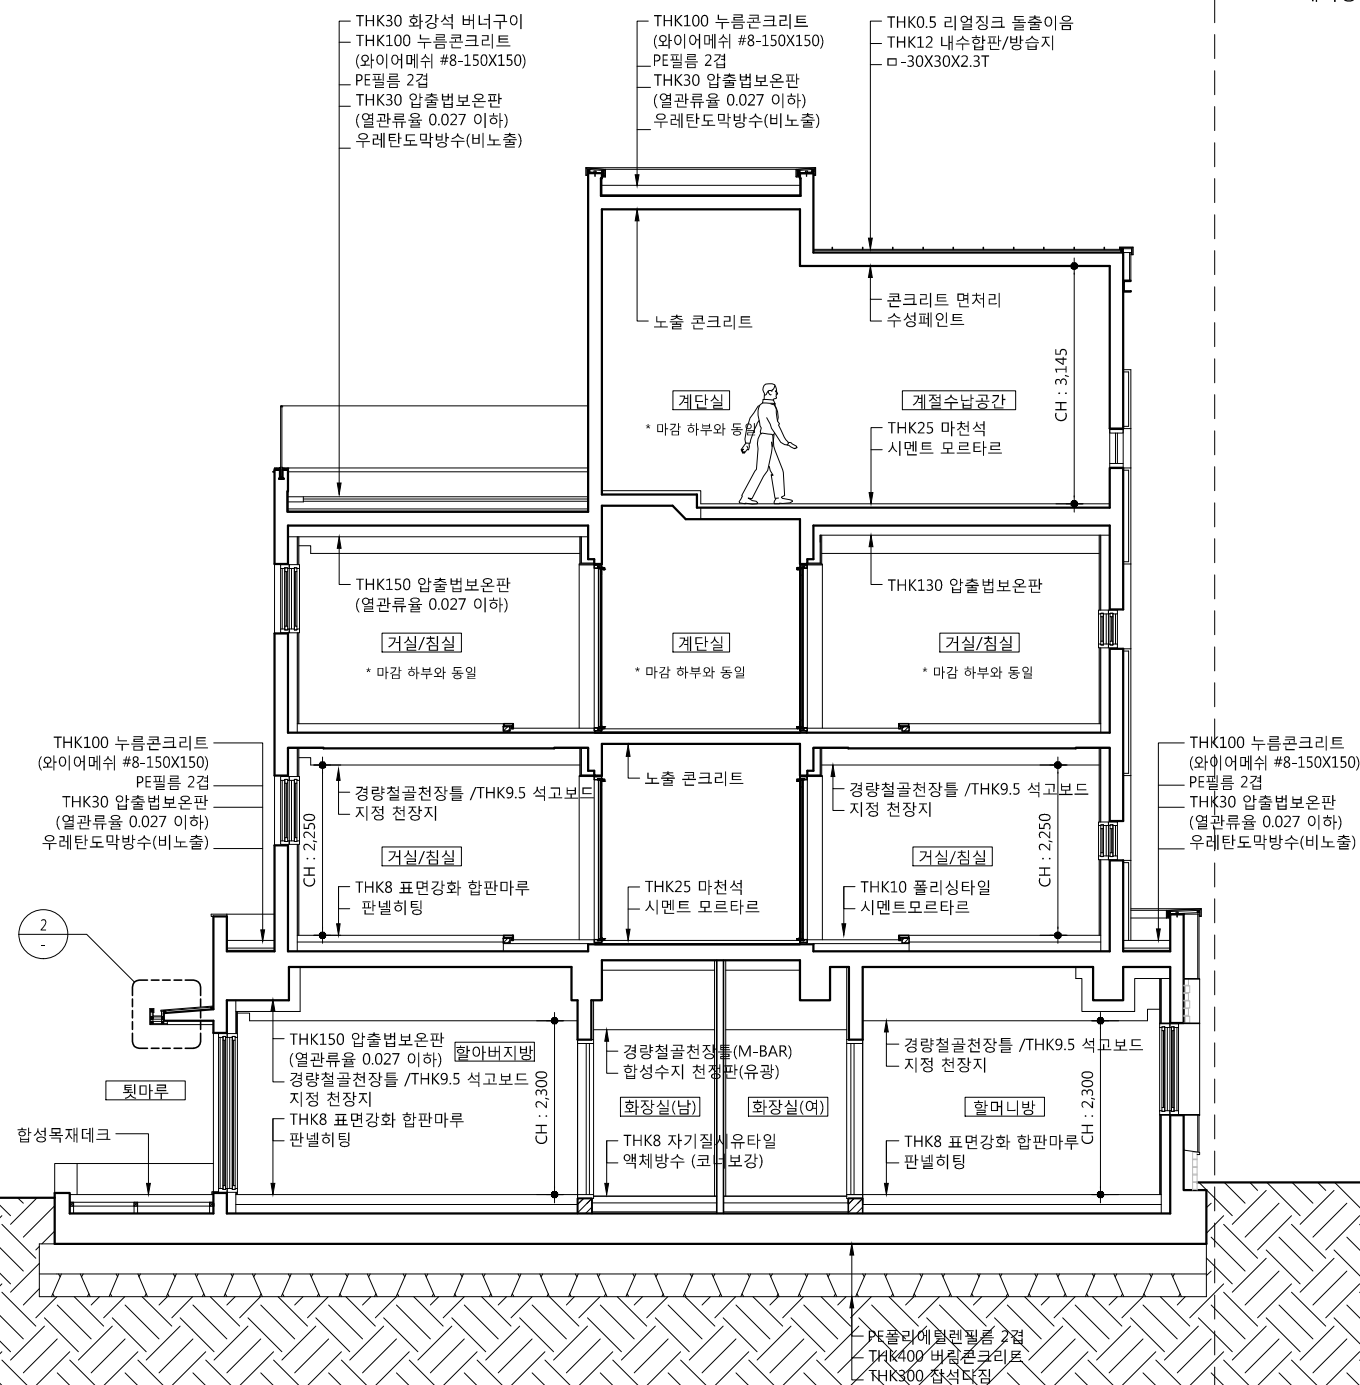 THK30 화강석 버너구이
THK100 누름콘크리트
(와이어메쉬 #8-150X150)
PE필름 2겹
THK30 압출법보온판
(열관류율 0.027 이하)
우레탄도막방수(비노출)
THK100 누름콘크리트
(와이어메쉬 #8-150X150)
PE필름 2겹
THK30 압출법보온판
(열관류율 0.027 이하)
우레탄도막방수(비노출)
THK0.5 리얼징크 돌출이음
THK12 내수합판/방습지
ㅁ-30X30X2.3T
노출 콘크리트
콘크리트 면처리
수성페인트
CH : 3,145
계단실
* 마감 하부와 동일
계절수납공간
THK25 마천석
시멘트 모르타르
THK150 압출법보온판
(열관류율 0.027 이하)
THK130 압출법보온판
거실/침실
* 마감 하부와 동일
계단실
* 마감 하부와 동일
거실/침실
* 마감 하부와 동일
THK100 누름콘크리트
(와이어메쉬 #8-150X150)
PE필름 2겹
THK30 압출법보온판
(열관류율 0.027 이하)
우레탄도막방수(비노출)
경량철골천장틀 /THK9.5 석고보드
지정 천장지
CH : 2,250
거실/침실
THK8 표면강화 합판마루
판넬히팅
노출 콘크리트
THK25 마천석
시멘트 모르타르
경량철골천장틀 /THK9.5 석고보드
지정 천장지
CH : 2,250
거실/침실
THK10 폴리싱타일
시멘트모르타르
THK100 누름콘크리트
(와이어메쉬 #8-150X150)
PE필름 2겹
THK30 압출법보온판
(열관류율 0.027 이하)
우레탄도막방수(비노출)
2
-
툇마루
합성목재데크
THK150 압출법보온판
(열관류율 0.027 이하)
할아버지방
경량철골천장틀 /THK9.5 석고보드
지정 천장지
THK8 표면강화 합판마루
판넬히팅
CH : 2,300
경량철골천장틀(M-BAR)
합성수지 천정판(유광)
화장실(남)
화장실(여)
THK8 자기질시유타일
액체방수 (코너보강)
경량철골천장틀 /THK9.5 석고보드
지정 천장지
할머니방
CH : 2,300
THK8 표면강화 합판마루
판넬히팅
PE폴리에틸렌필름 2겹
THK400 버림콘크리트
THK300 잡석다짐